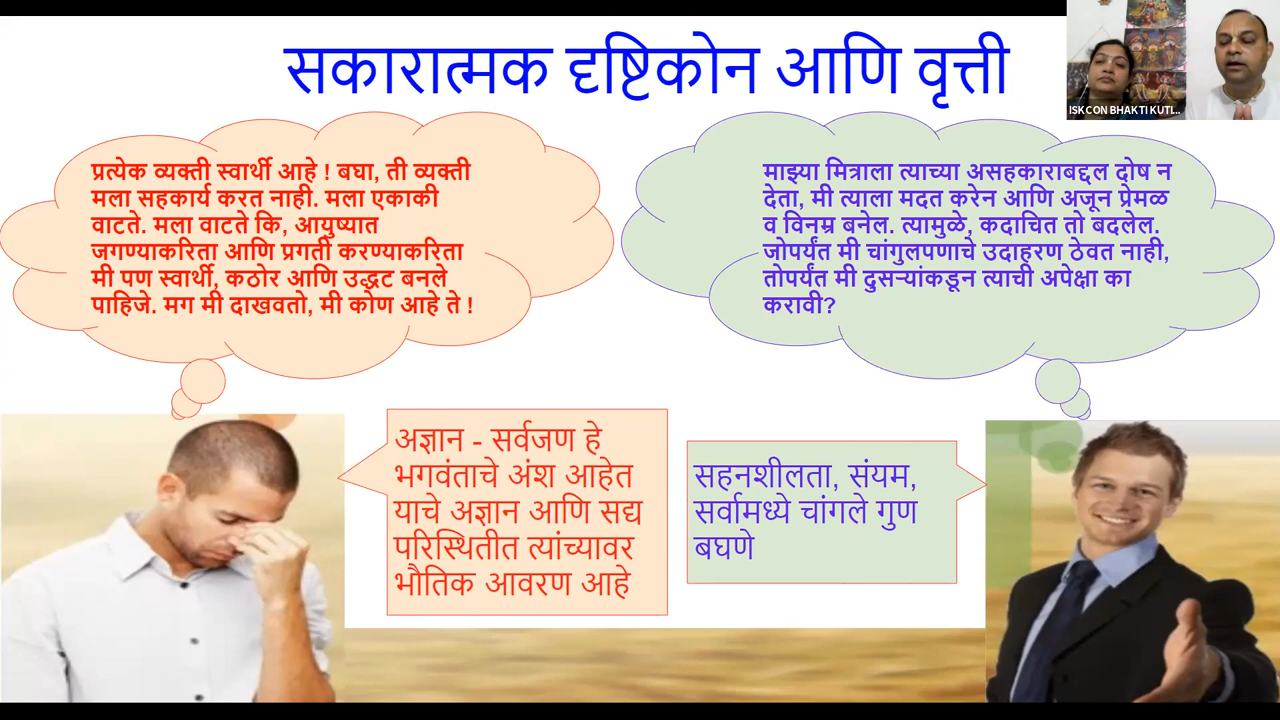 सकारात्मक दृष्टिकोन आणि वृत्ती
ISKCON BHAKTI KUTI...
प्रत्येक व्यक्ती स्वार्थी आहे ! बघा, ती व्यक्ती
मला सहकार्य करत नाही. मला एकाकी
वाटते. मला वाटते कि, आयुष्यात
जगण्याकरिता आणि प्रगती करण्याकरिता
मी पण स्वार्थी, कठोर आणि उद्धट बनले
पाहिजे. मग मी दाखवतो, मी कोण आहे ते !
माझ्या मित्राला त्याच्या असहकाराबद्दल दोष न
देता, मी त्याला मदत करेन आणि अजून प्रेमळ
व विनम्र बनेल. त्यामुळे, कदाचित तो बदलेल.
जोपर्यंत मी चांगुलपणाचे उदाहरण ठेवत नाही,
तोपर्यंत मी दुसऱ्यांकडून त्याची अपेक्षा का
करावी?
अज्ञान - सर्वजण हे
भगवंताचे अंश आहेत
याचे अज्ञान आणि सद्य
परिस्थितीत त्यांच्यावर
भौतिक आवरण आहे
सहनशीलता, संयम,
सर्वामध्ये चांगले गुण
बघणे